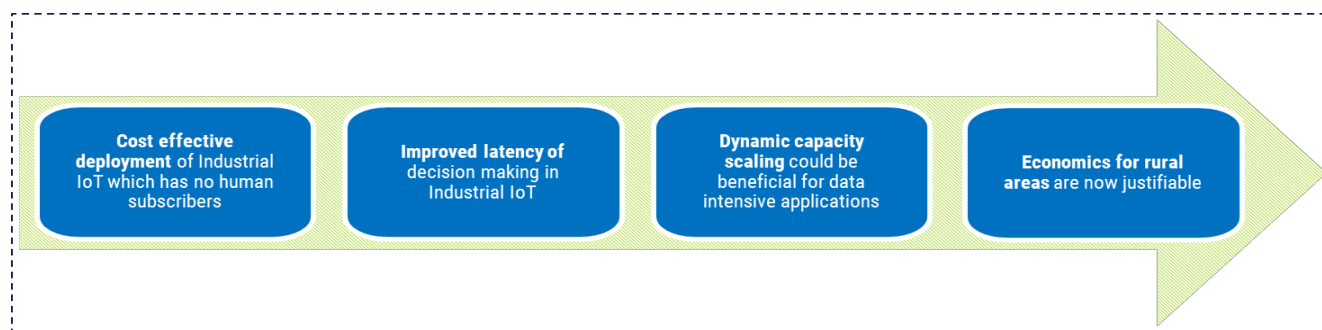 Cost effective
deployment of Industrial
IoT which has no human
subscribers
Improved latency of
decision making in
Industrial IoT
Dynamic capacity
scaling could be
beneficial for data
intensive applications
Economics for rural
areas are now justifiable